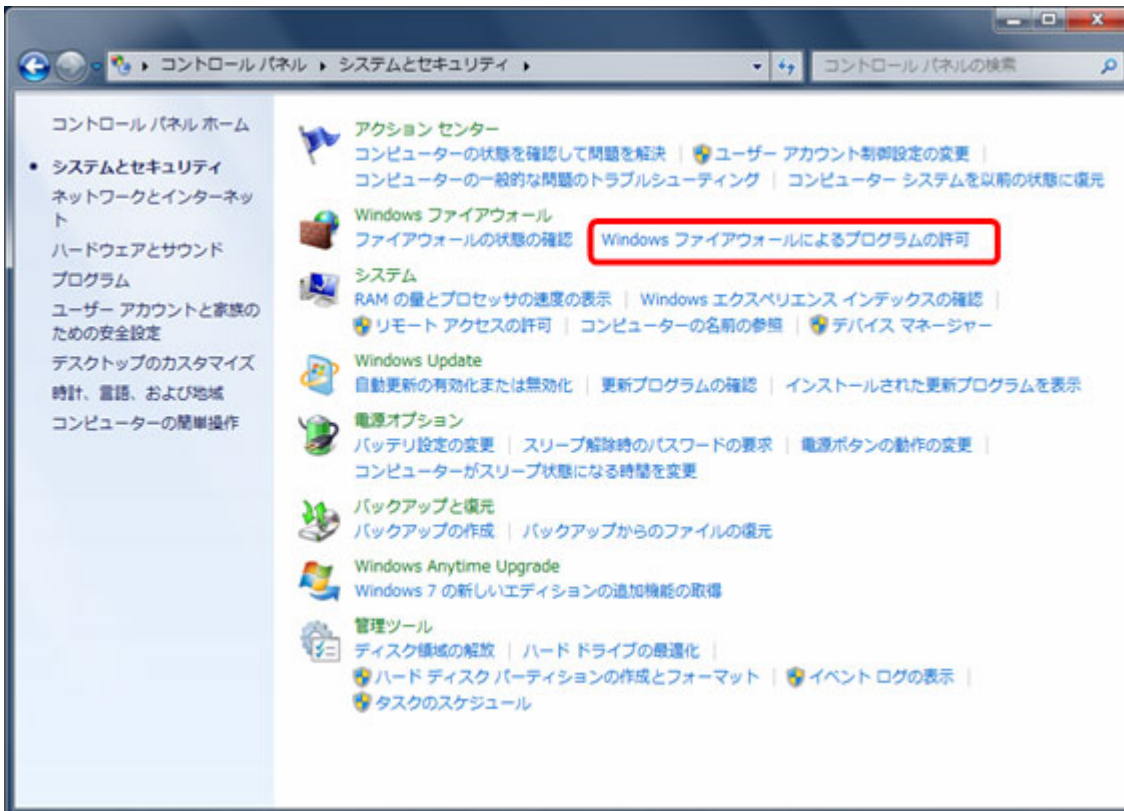 コントロール パネル ▸ システムとセキュリティ ▸
コントロール パネルの検索
コントロール パネル ホーム
システムとセキュリティ
ネットワークとインターネッ
ト
ハードウェアとサウンド
プログラム
ユーザー アカウントと家族の
ための安全設定
デスクトップのカスタマイズ
時計、言語、および地域
コンピューターの簡単操作
アクション センター
コンピューターの状態を確認して問題を解決 | ユーザー アカウント制御設定の変更 |
コンピューターの一般的な問題のトラブルシューティング | コンピューター システムを以前の状態に復元
Windows ファイアウォール
ファイアウォールの状態の確認 | Windows ファイアウォールによるプログラムの許可
システム
RAM の量とプロセッサの速度の表示 | Windows エクスペリエンス インデックスの確認 |
リモート アクセスの許可 | コンピューターの名前の参照 | デバイス マネージャー
Windows Update
自動更新の有効化または無効化 | 更新プログラムの確認 | インストールされた更新プログラムを表示
電源オプション
バッテリ設定の変更 | スリープ解除時のパスワードの要求 | 電源ボタンの動作の変更 |
コンピューターがスリープ状態になる時間を変更
バックアップと復元
バックアップの作成 | バックアップからのファイルの復元
Windows Anytime Upgrade
Windows 7 の新しいエディションの追加機能の取得
管理ツール
ディスク領域の解放 | ハード ドライブの最適化 |
ハード ディスク パーティションの作成とフォーマット | イベント ログの表示 |
タスクのスケジュール